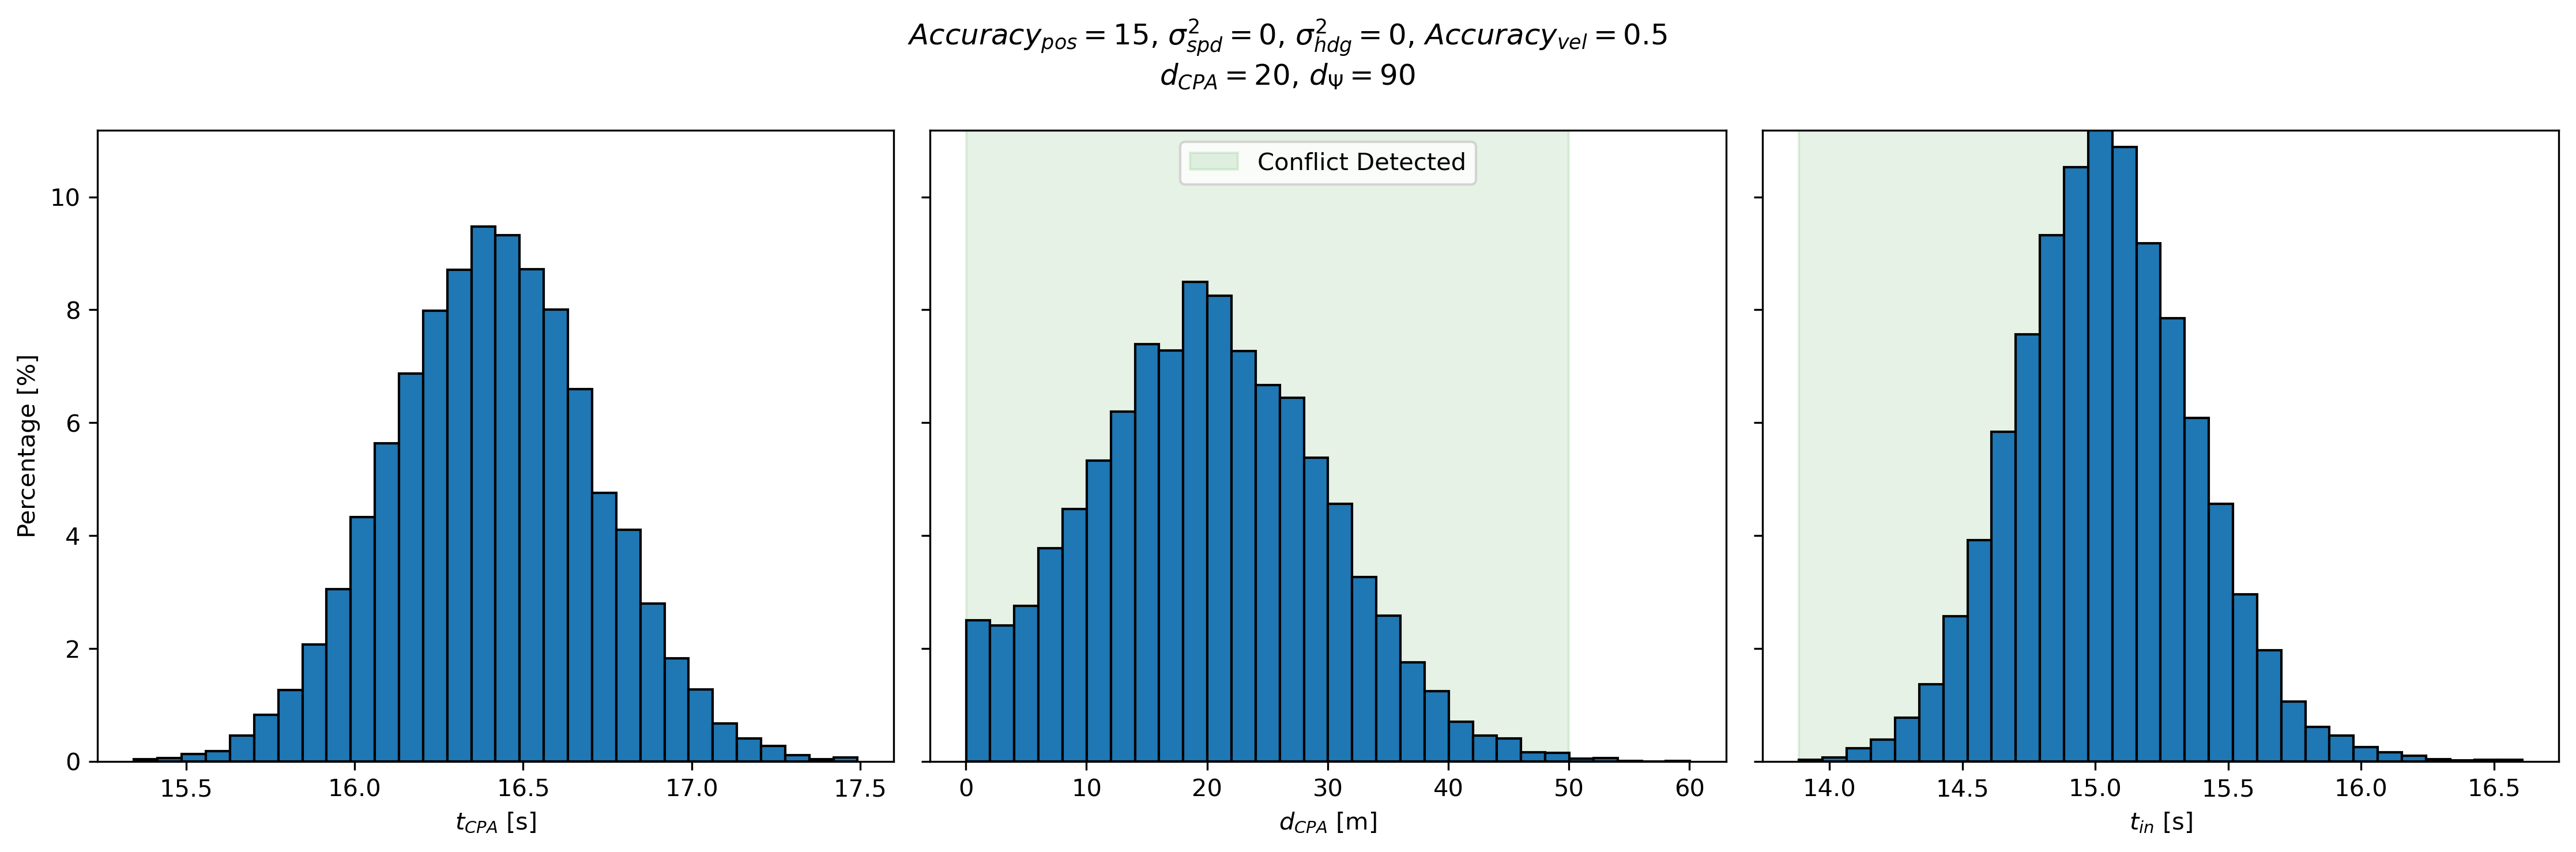 Accuracy_pos = 15, σ²_spd = 0, σ²_hdg = 0, Accuracy_vel = 0.5
d_CPA = 20, d_Ψ = 90
Percentage [%]
10
8
6
4
2
0
15.5 16.0 16.5 17.0 17.5
t_CPA [s]
Conflict Detected
0 10 20 30 40 50 60
d_CPA [m]
14.0 14.5 15.0 15.5 16.0 16.5
t_in [s]